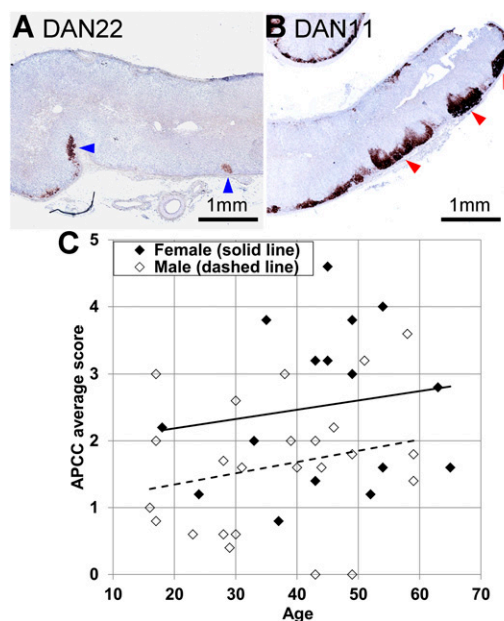 A DAN22
B DAN11
1mm
1mm
C
Female (solid line)
Male (dashed line)
APCC average score
5
4
3
2
1
0
10 20 30 40 50 60 70
Age